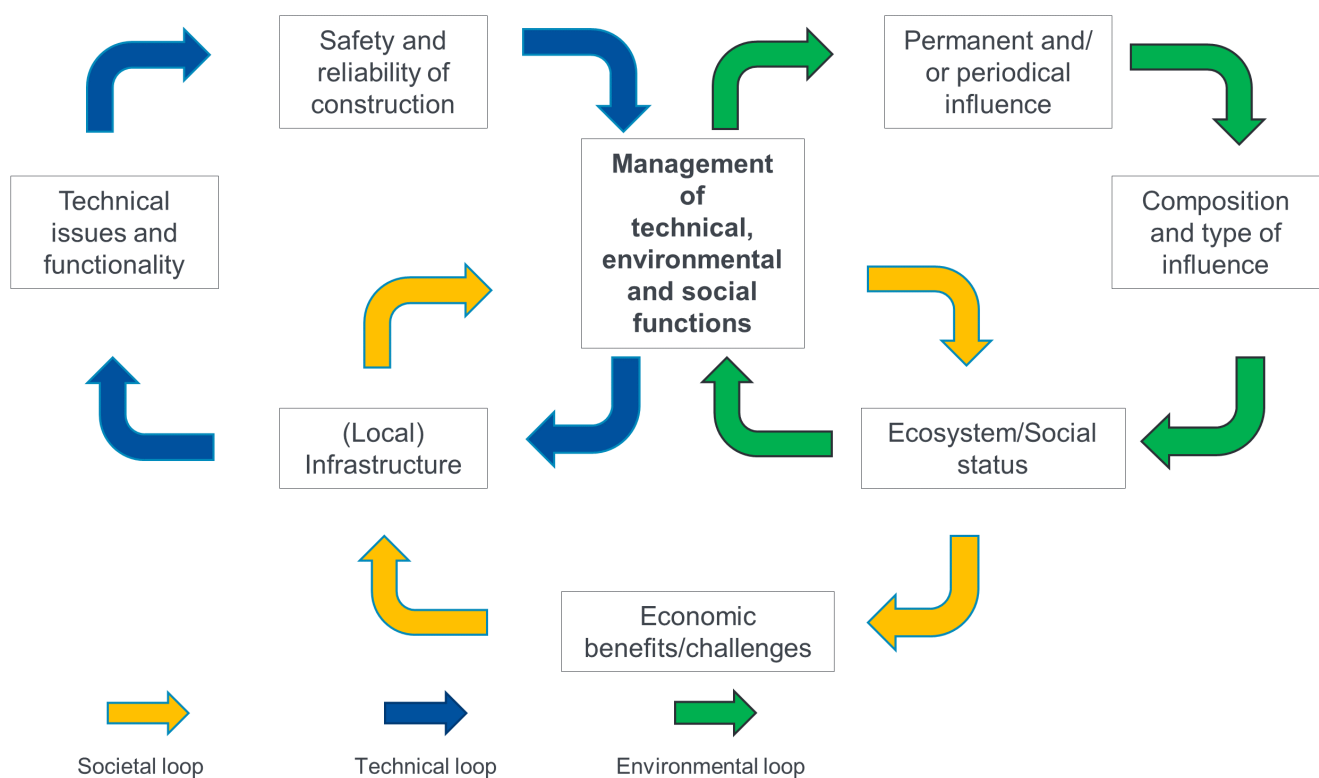 Safety and
reliability of
construction
Permanent and/
or periodical
influence
Management
of
technical,
environmental
and social
functions
Technical
issues and
functionality
Composition
and type of
influence
(Local)
Infrastructure
Ecosystem/Social
status
Economic
benefits/challenges
Societal loop
Technical loop
Environmental loop